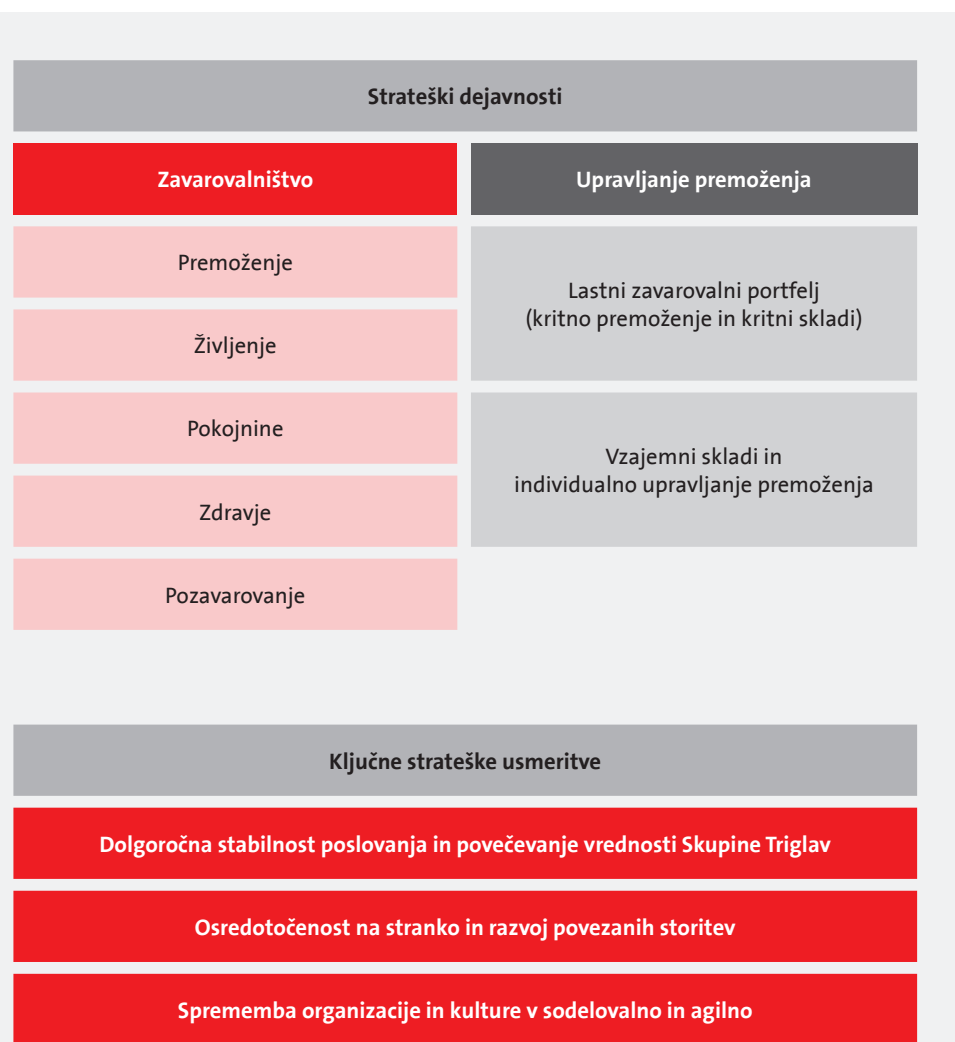 Strateški dejavnosti
Zavarovalništvo
Premoženje
Življenje
Pokojnine
Zdravje
Pozavarovanje
Upravljanje premoženja
Lastni zavarovalni portfelj
(kritno premoženje in kritni skladi)
Vzajemni skladi in
individualno upravljanje premoženja
Ključne strateške usmeritve
Dolgoročna stabilnost poslovanja in povečevanje vrednosti Skupine Triglav
Osredotočenost na stranko in razvoj povezanih storitev
Sprememba organizacije in kulture v sodelovalno in agilno